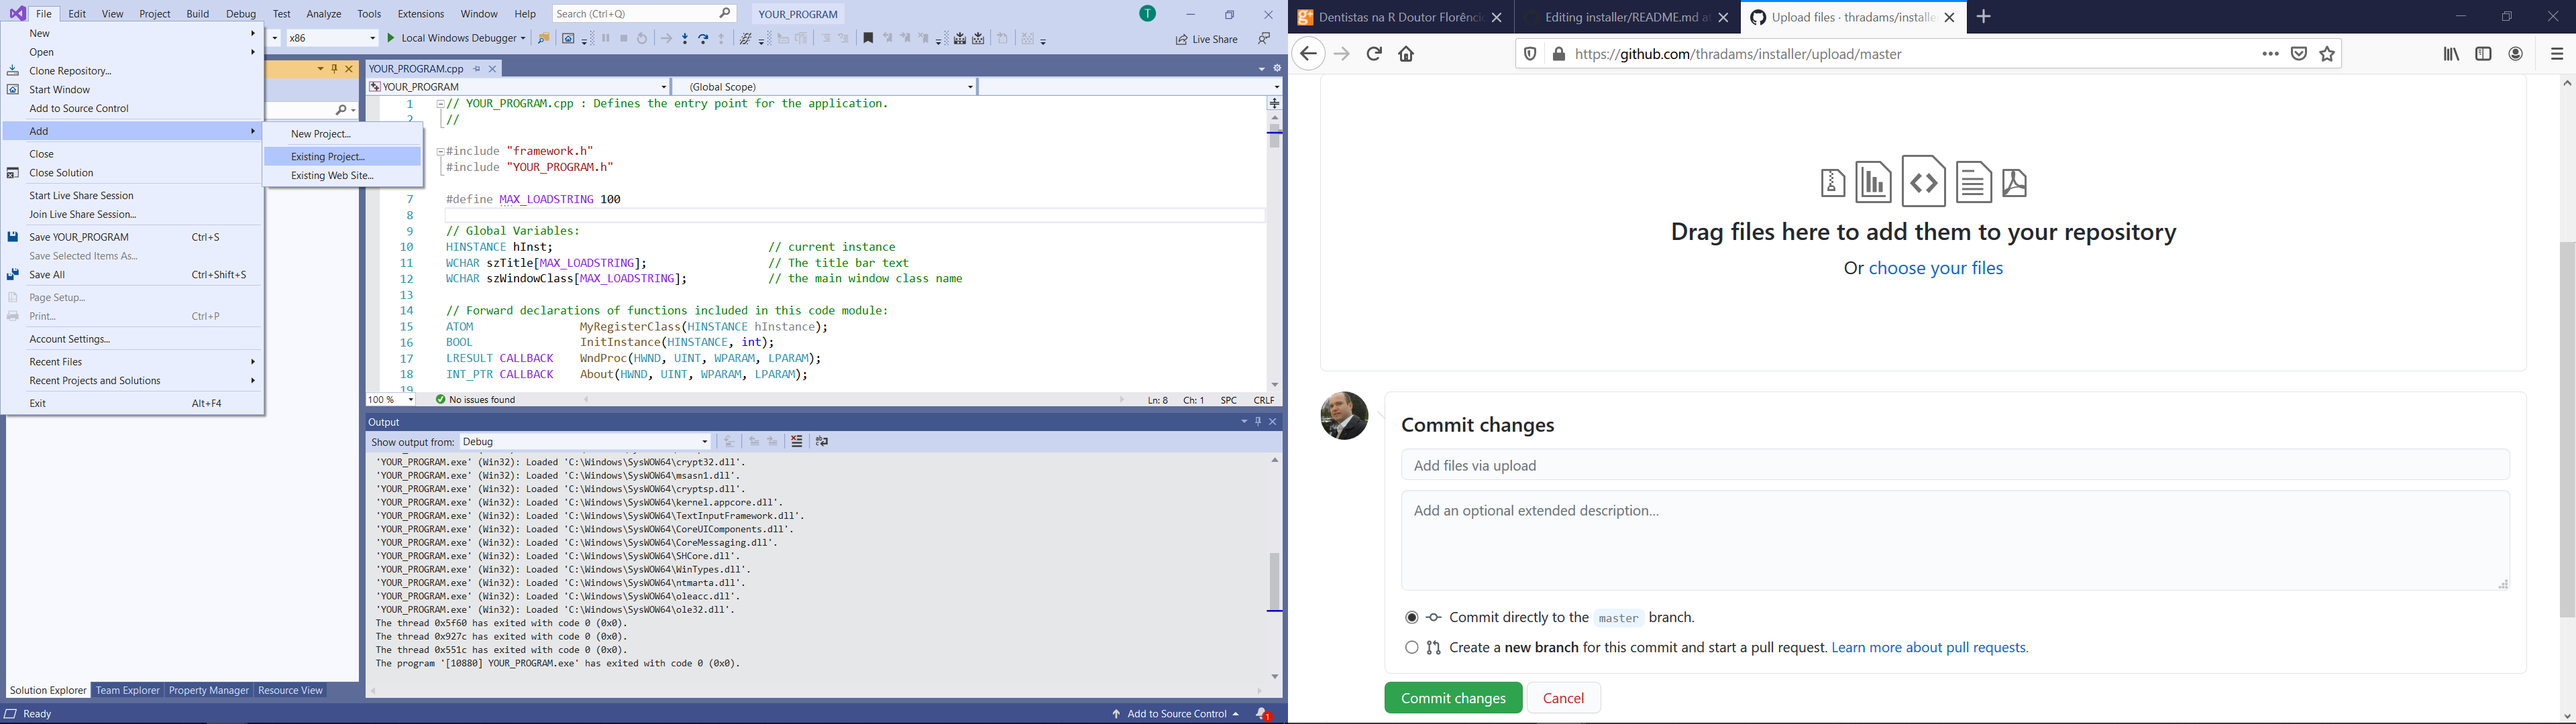 File Edit View Project Build Debug Test Analyze Tools Extensions Window Help Search (Ctrl+Q) YOUR_PROGRAM T
x86 Local Windows Debugger Live Share
New
Open
Clone Repository...
Start Window
Add to Source Control
Add
Close
Close Solution
Start Live Share Session
Join Live Share Session...
Save YOUR_PROGRAM Ctrl+S
Save Selected Items As...
Save All Ctrl+Shift+S
Page Setup...
Print... Ctrl+P
Account Settings...
Recent Files
Recent Projects and Solutions
Exit Alt+F4
New Project...
Existing Project...
Existing Web Site...
Solution Explorer Team Explorer Property Manager Resource View
YOUR_PROGRAM.cpp
YOUR_PROGRAM (Global Scope)
1 // YOUR_PROGRAM.cpp : Defines the entry point for the application.
2 //
#include "framework.h"
#include "YOUR_PROGRAM.h"
7 #define MAX_LOADSTRING 100
8
9 // Global Variables:
10 HINSTANCE hInst; // current instance
11 WCHAR szTitle[MAX_LOADSTRING]; // The title bar text
12 WCHAR szWindowClass[MAX_LOADSTRING]; // the main window class name
13
14 // Forward declarations of functions included in this code module:
15 ATOM MyRegisterClass(HINSTANCE hInstance);
16 BOOL InitInstance(HINSTANCE, int);
17 LRESULT CALLBACK WndProc(HWND, UINT, WPARAM, LPARAM);
18 INT_PTR CALLBACK About(HWND, UINT, WPARAM, LPARAM);
19
100 % No issues found Ln: 8 Ch: 1 SPC CRLF
Output
Show output from: Debug
'YOUR_PROGRAM.exe' (Win32): Loaded 'C:\Windows\SysWOW64\crypt32.dll'.
'YOUR_PROGRAM.exe' (Win32): Loaded 'C:\Windows\SysWOW64\msasn1.dll'.
'YOUR_PROGRAM.exe' (Win32): Loaded 'C:\Windows\SysWOW64\cryptsp.dll'.
'YOUR_PROGRAM.exe' (Win32): Loaded 'C:\Windows\SysWOW64\kernel.appcore.dll'.
'YOUR_PROGRAM.exe' (Win32): Loaded 'C:\Windows\SysWOW64\TextInputFramework.dll'.
'YOUR_PROGRAM.exe' (Win32): Loaded 'C:\Windows\SysWOW64\CoreUIComponents.dll'.
'YOUR_PROGRAM.exe' (Win32): Loaded 'C:\Windows\SysWOW64\CoreMessaging.dll'.
'YOUR_PROGRAM.exe' (Win32): Loaded 'C:\Windows\SysWOW64\SHCore.dll'.
'YOUR_PROGRAM.exe' (Win32): Loaded 'C:\Windows\SysWOW64\WinTypes.dll'.
'YOUR_PROGRAM.exe' (Win32): Loaded 'C:\Windows\SysWOW64\ntmarta.dll'.
'YOUR_PROGRAM.exe' (Win32): Loaded 'C:\Windows\SysWOW64\oleacc.dll'.
'YOUR_PROGRAM.exe' (Win32): Loaded 'C:\Windows\SysWOW64\ole32.dll'.
The thread 0x5f60 has exited with code 0 (0x0).
The thread 0x927c has exited with code 0 (0x0).
The thread 0x551c has exited with code 0 (0x0).
The program '[10880] YOUR_PROGRAM.exe' has exited with code 0 (0x0).
Ready Add to Source Control 1
Dentistas na R Doutor Florênci Editing installer/README.md at Upload files · thradams/installe
https://github.com/thradams/installer/upload/master
Drag files here to add them to your repository
Or choose your files
Commit changes
Add files via upload
Add an optional extended description...
Commit directly to the master branch.
Create a new branch for this commit and start a pull request. Learn more about pull requests.
Commit changes Cancel